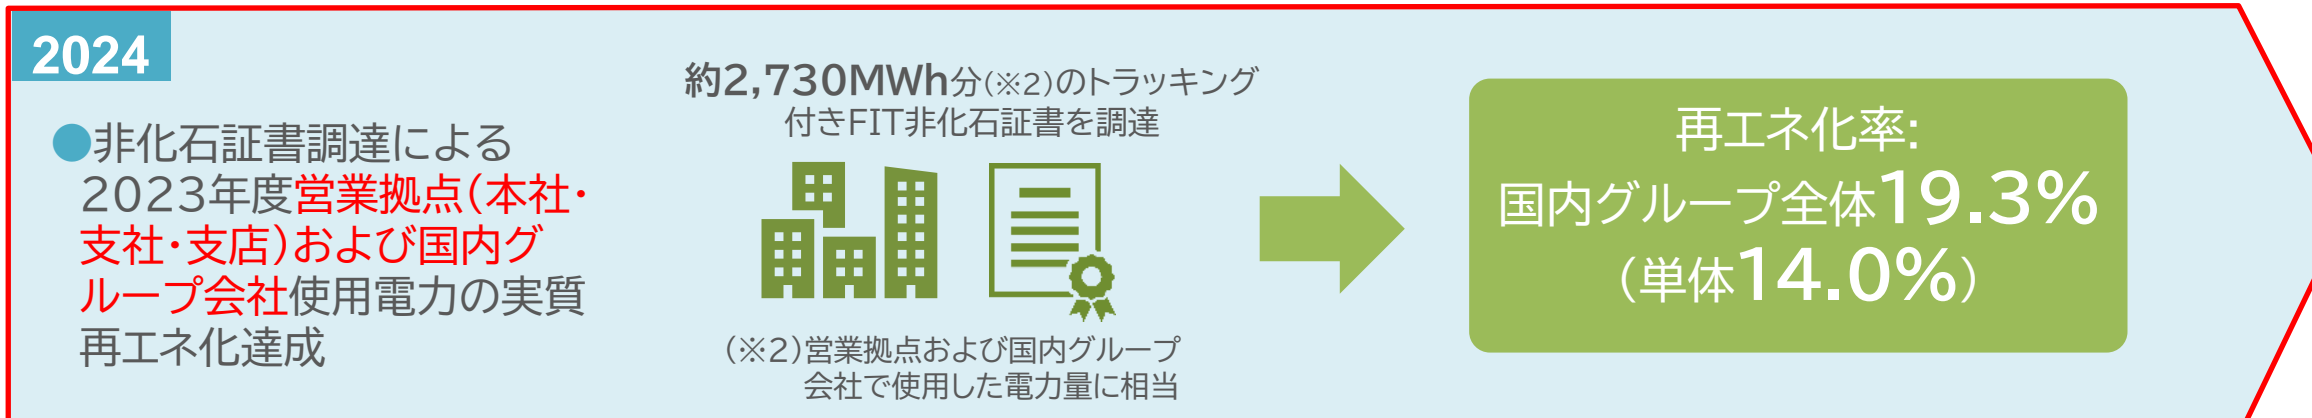 2024
●非化石証書調達による
2023年度営業拠点(本社・
支社・支店)および国内グ
ループ会社使用電力の実質
再エネ化達成
約2,730MWh分(※2)のトラッキング
付きFIT非化石証書を調達
(※2)営業拠点および国内グループ
会社で使用した電力量に相当
再エネ化率:
国内グループ全体19.3%
(単体14.0%)